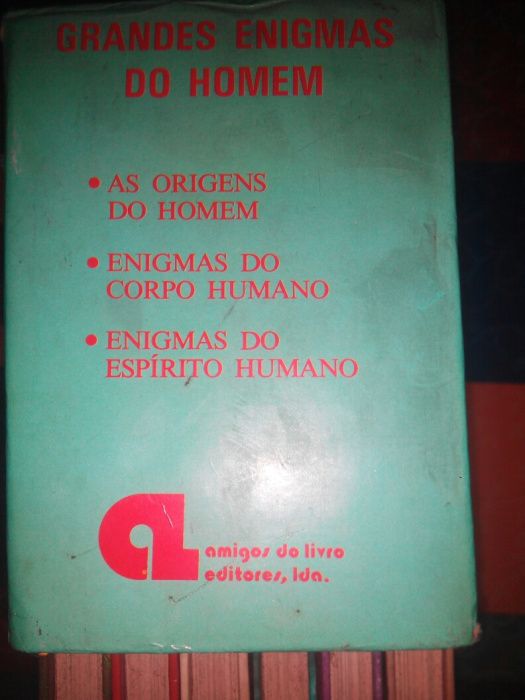 GRANDES ENIGMAS
DO HOMEM
• AS ORIGENS
DO HOMEM
• ENIGMAS DO
CORPO HUMANO
• ENIGMAS DO
ESPÍRITO HUMANO
aL
amigos do livro
editores, lda.